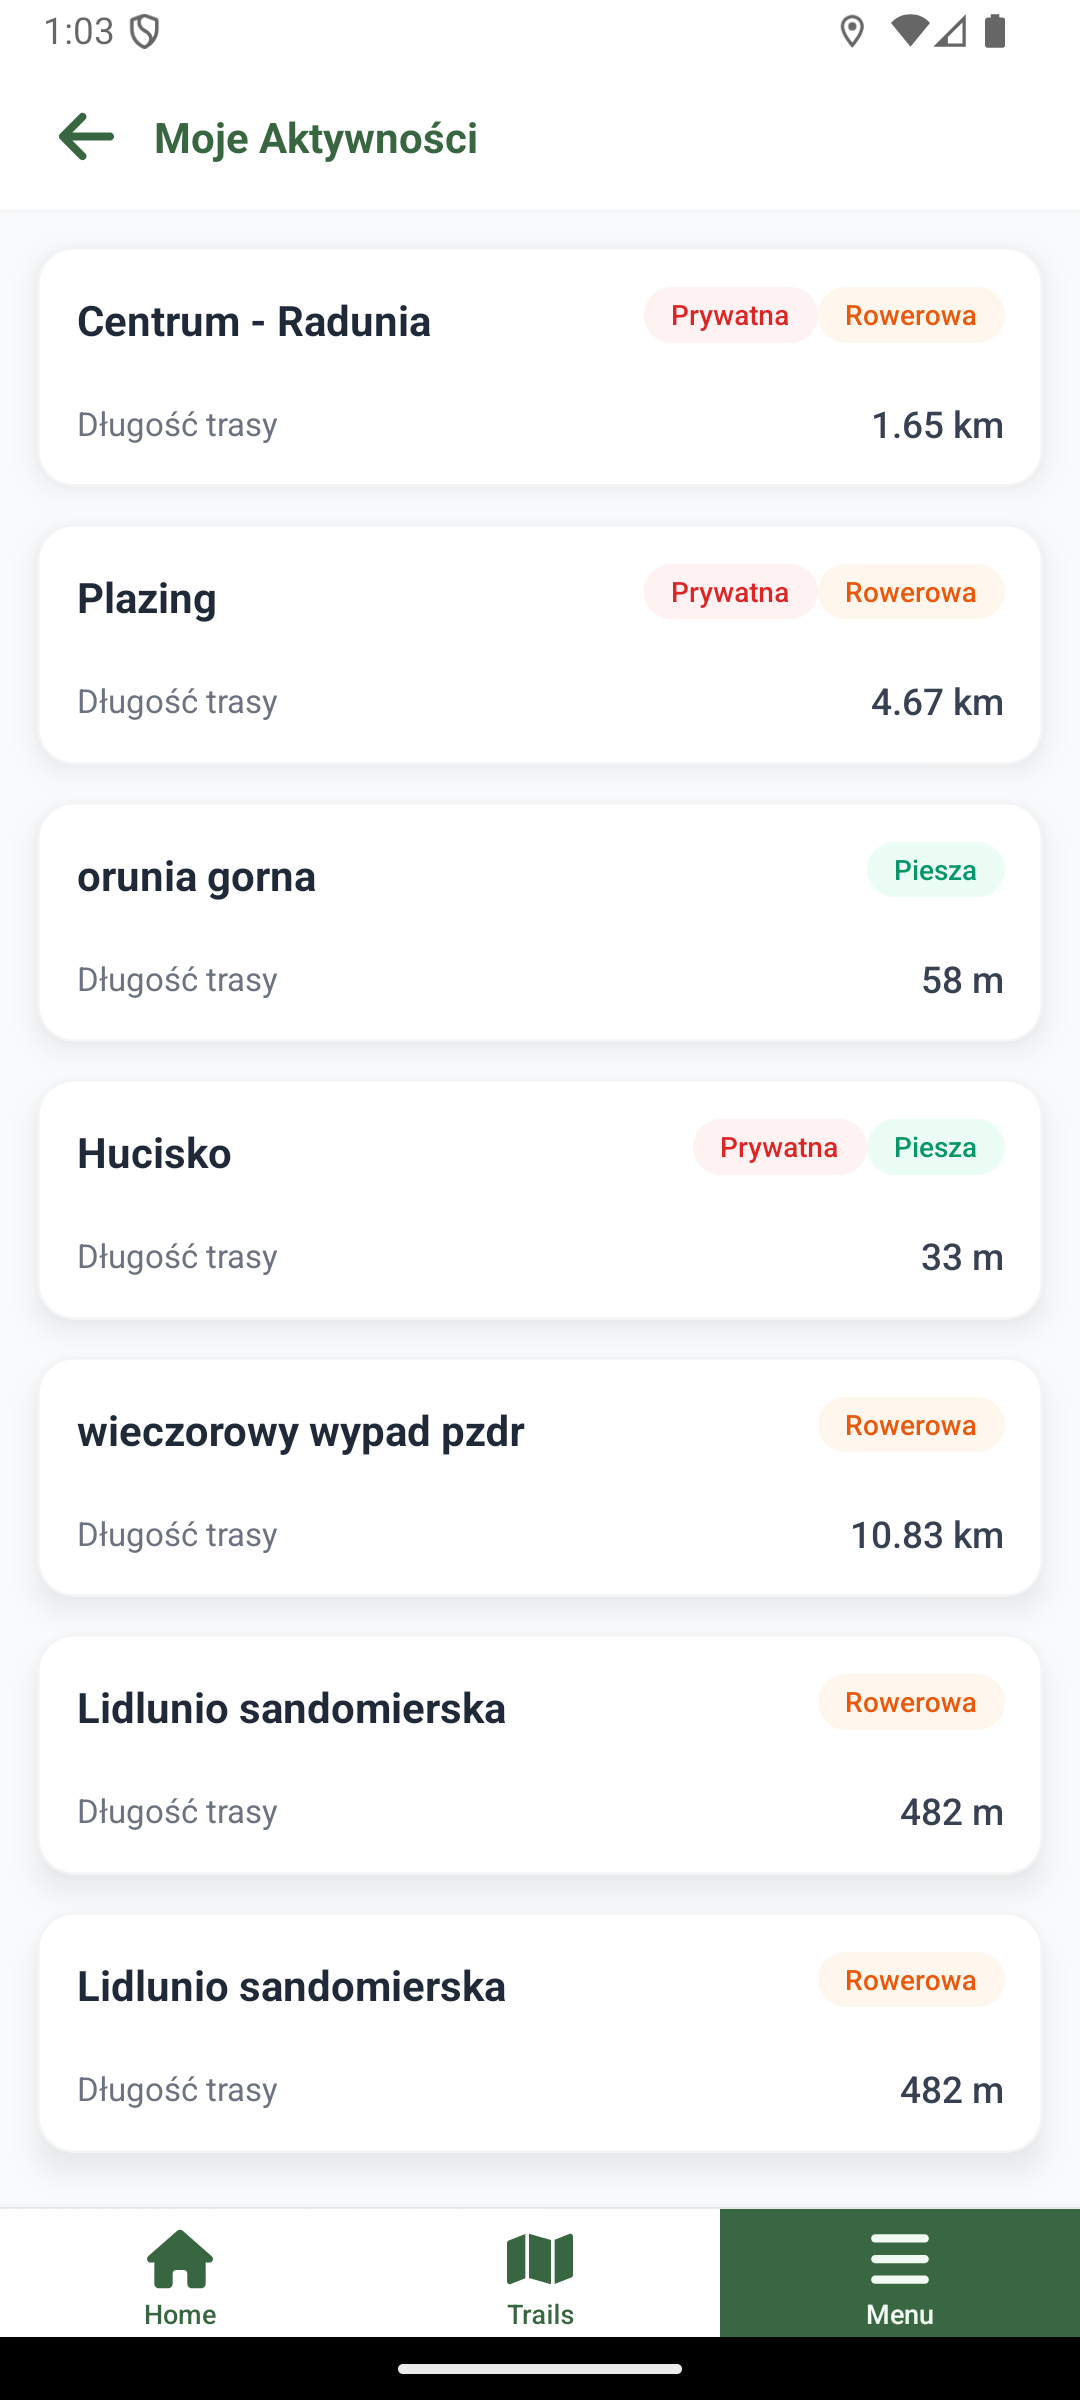 1:03
Moje Aktywności
Centrum - Radunia Prywatna Rowerowa
Długość trasy 1.65 km
Plazing Prywatna Rowerowa
Długość trasy 4.67 km
orunia gorna Piesza
Długość trasy 58 m
Hucisko Prywatna Piesza
Długość trasy 33 m
wieczorowy wypad pzdr Rowerowa
Długość trasy 10.83 km
Lidlunio sandomierska Rowerowa
Długość trasy 482 m
Lidlunio sandomierska Rowerowa
Długość trasy 482 m
Home Trails Menu